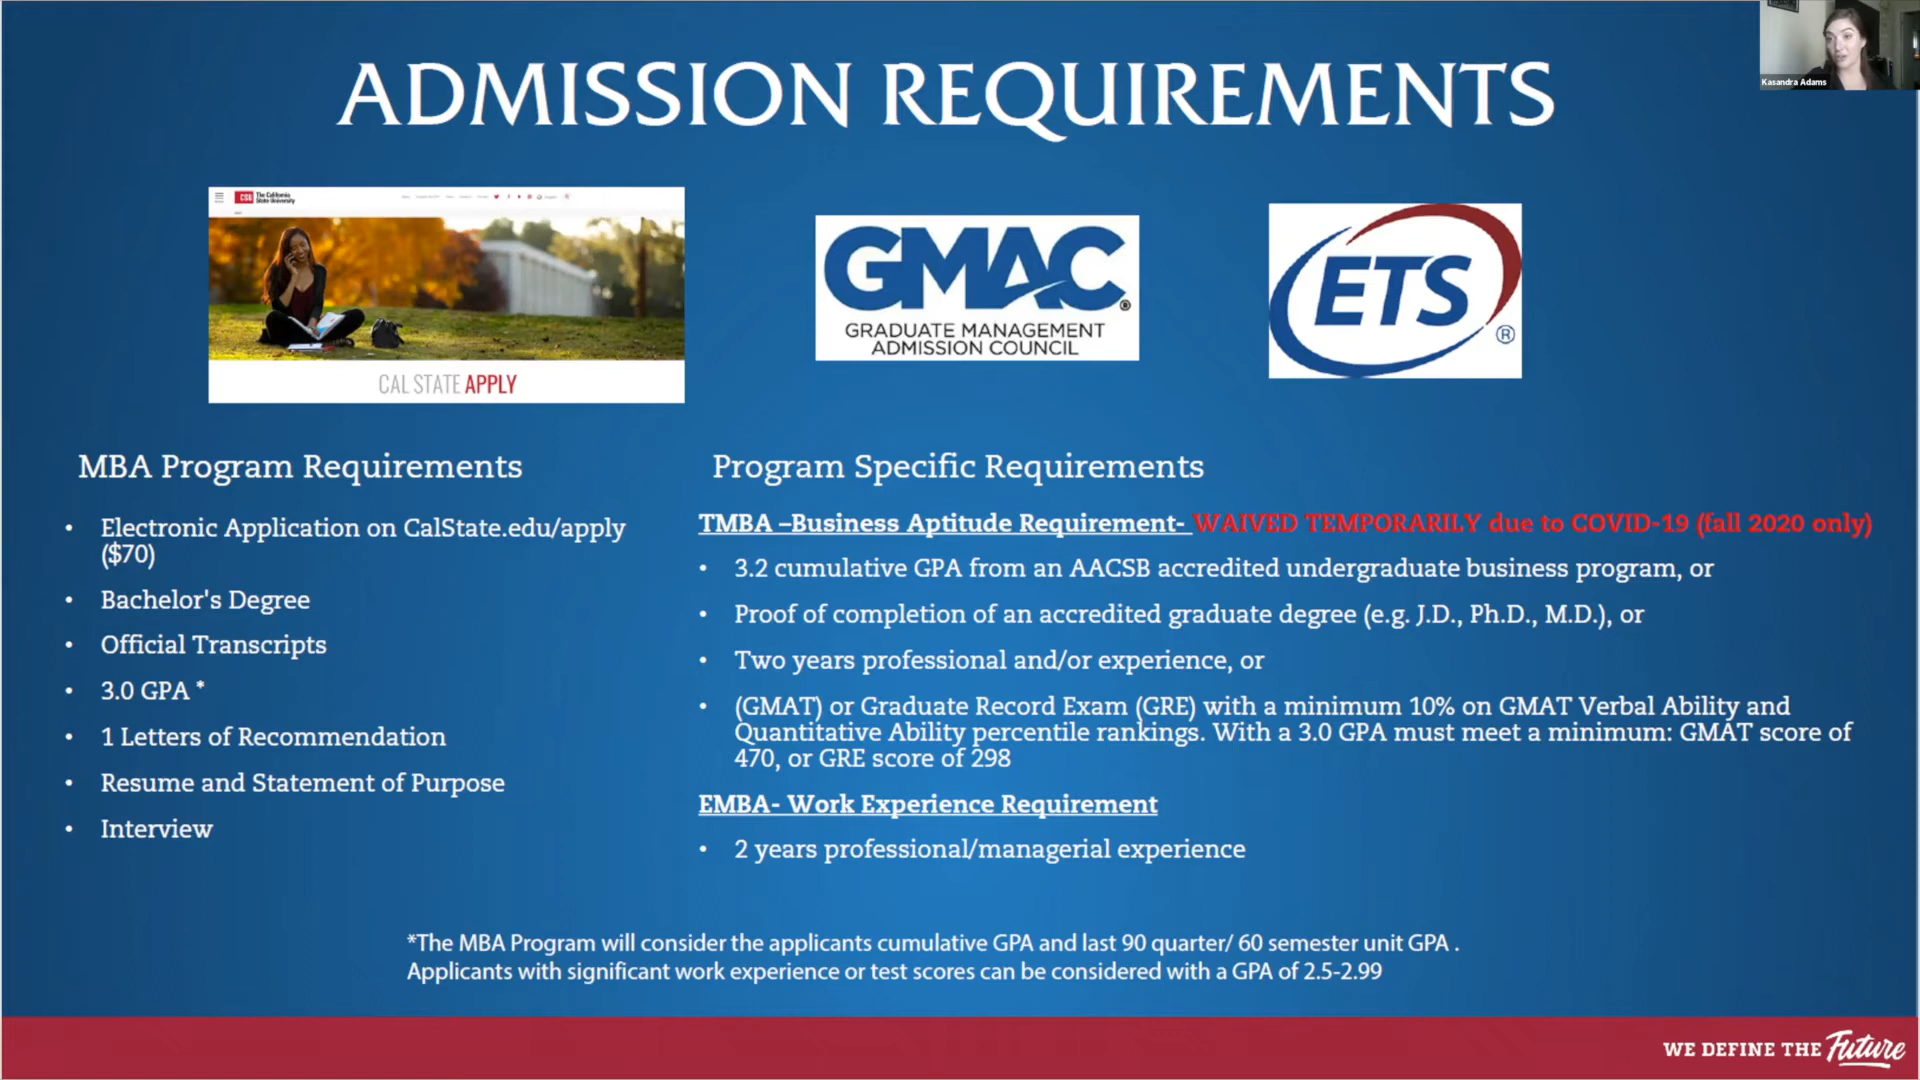 Kasandra Adams
ADMISSION REQUIREMENTS
CSU The California
State University
CAL STATE APPLY
GMAC®
GRADUATE MANAGEMENT
ADMISSION COUNCIL
ETS®
MBA Program Requirements
• Electronic Application on CalState.edu/apply
($70)
• Bachelor's Degree
• Official Transcripts
• 3.0 GPA *
• 1 Letters of Recommendation
• Resume and Statement of Purpose
• Interview
Program Specific Requirements
TMBA –Business Aptitude Requirement- WAIVED TEMPORARILY due to COVID-19 (fall 2020 only)
• 3.2 cumulative GPA from an AACSB accredited undergraduate business program, or
• Proof of completion of an accredited graduate degree (e.g. J.D., Ph.D., M.D.), or
• Two years professional and/or experience, or
• (GMAT) or Graduate Record Exam (GRE) with a minimum 10% on GMAT Verbal Ability and
Quantitative Ability percentile rankings. With a 3.0 GPA must meet a minimum: GMAT score of
470, or GRE score of 298
EMBA- Work Experience Requirement
• 2 years professional/managerial experience
*The MBA Program will consider the applicants cumulative GPA and last 90 quarter/ 60 semester unit GPA .
Applicants with significant work experience or test scores can be considered with a GPA of 2.5-2.99
WE DEFINE THE Future